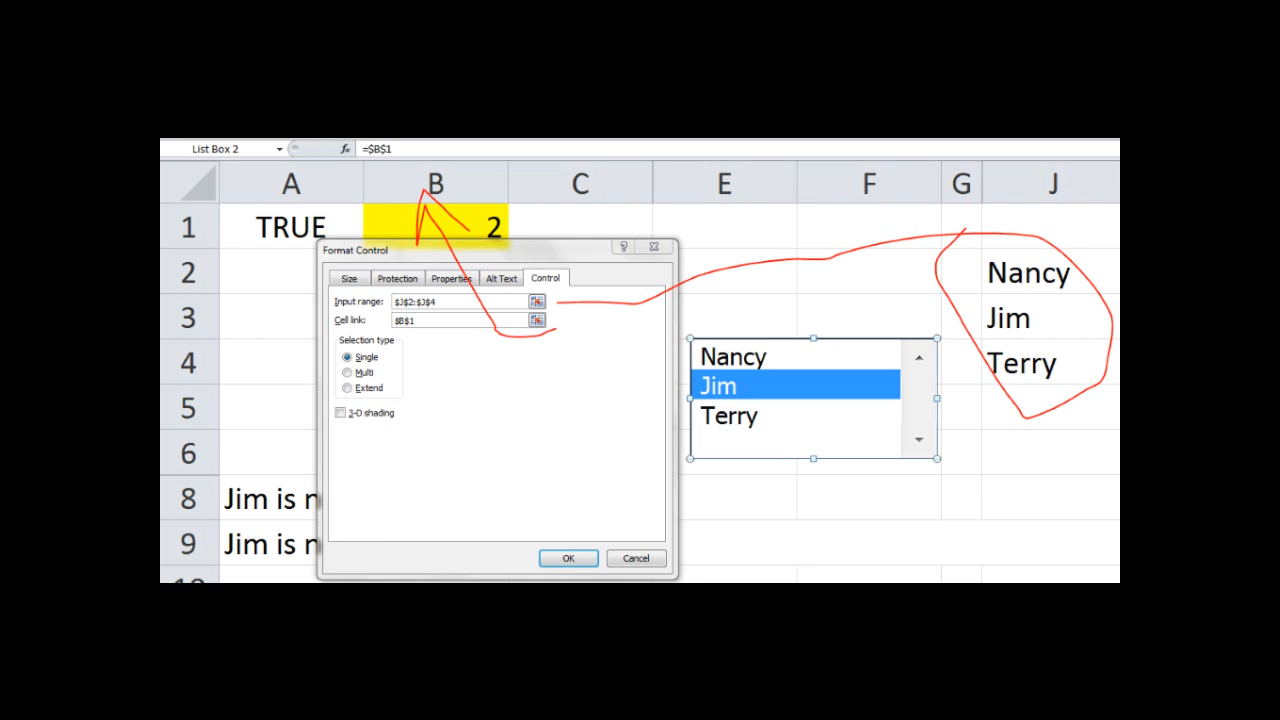 List Box 2 fx =$B$1
A B C E F G J
1 TRUE 2
Format Control
2 Nancy
Size Protection Properties Alt Text Control
Input range: $J$2:$J$4
3 Jim
Cell link: $B$1
Selection type
Single
4 Terry
Multi
Extend
3-D shading
Nancy
Jim
Terry
5
6
8 Jim is
9 Jim is
OK Cancel